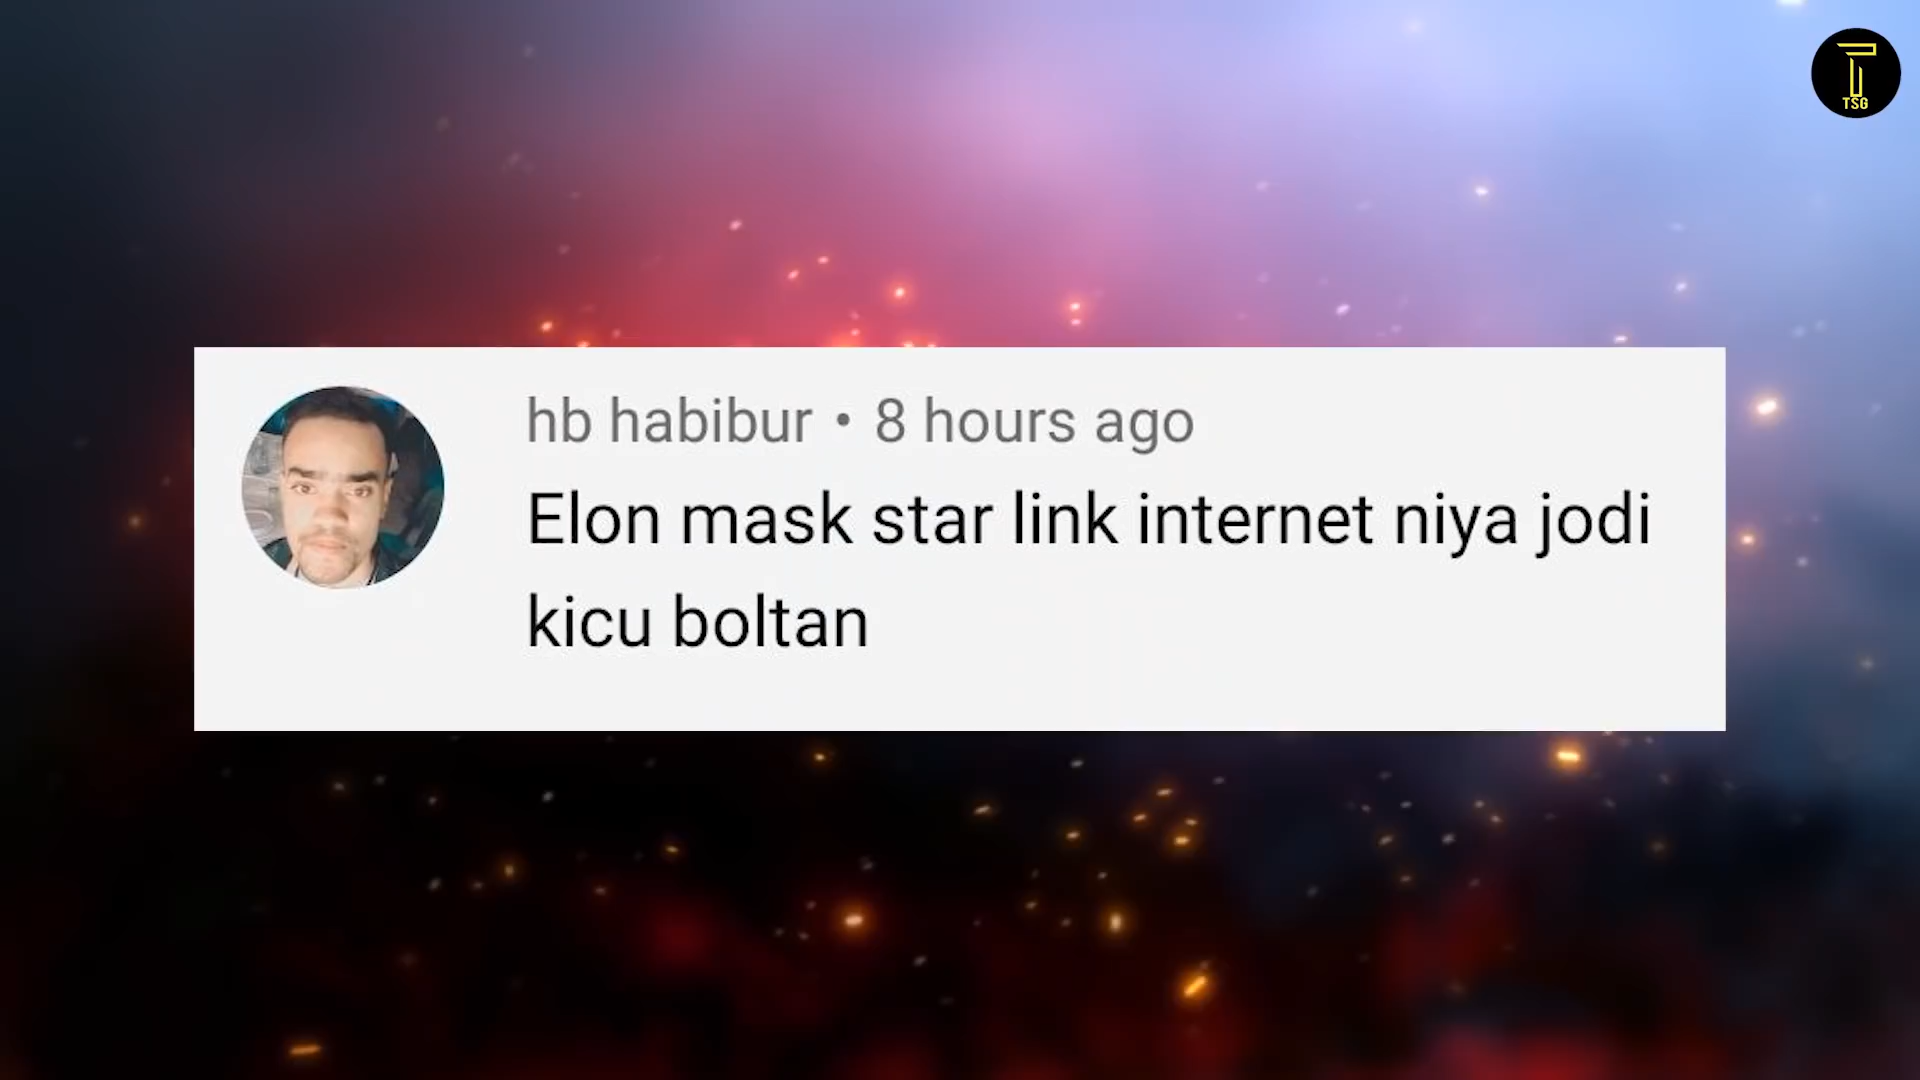 TSG
hb habibur • 8 hours ago
Elon mask star link internet niya jodi
kicu boltan